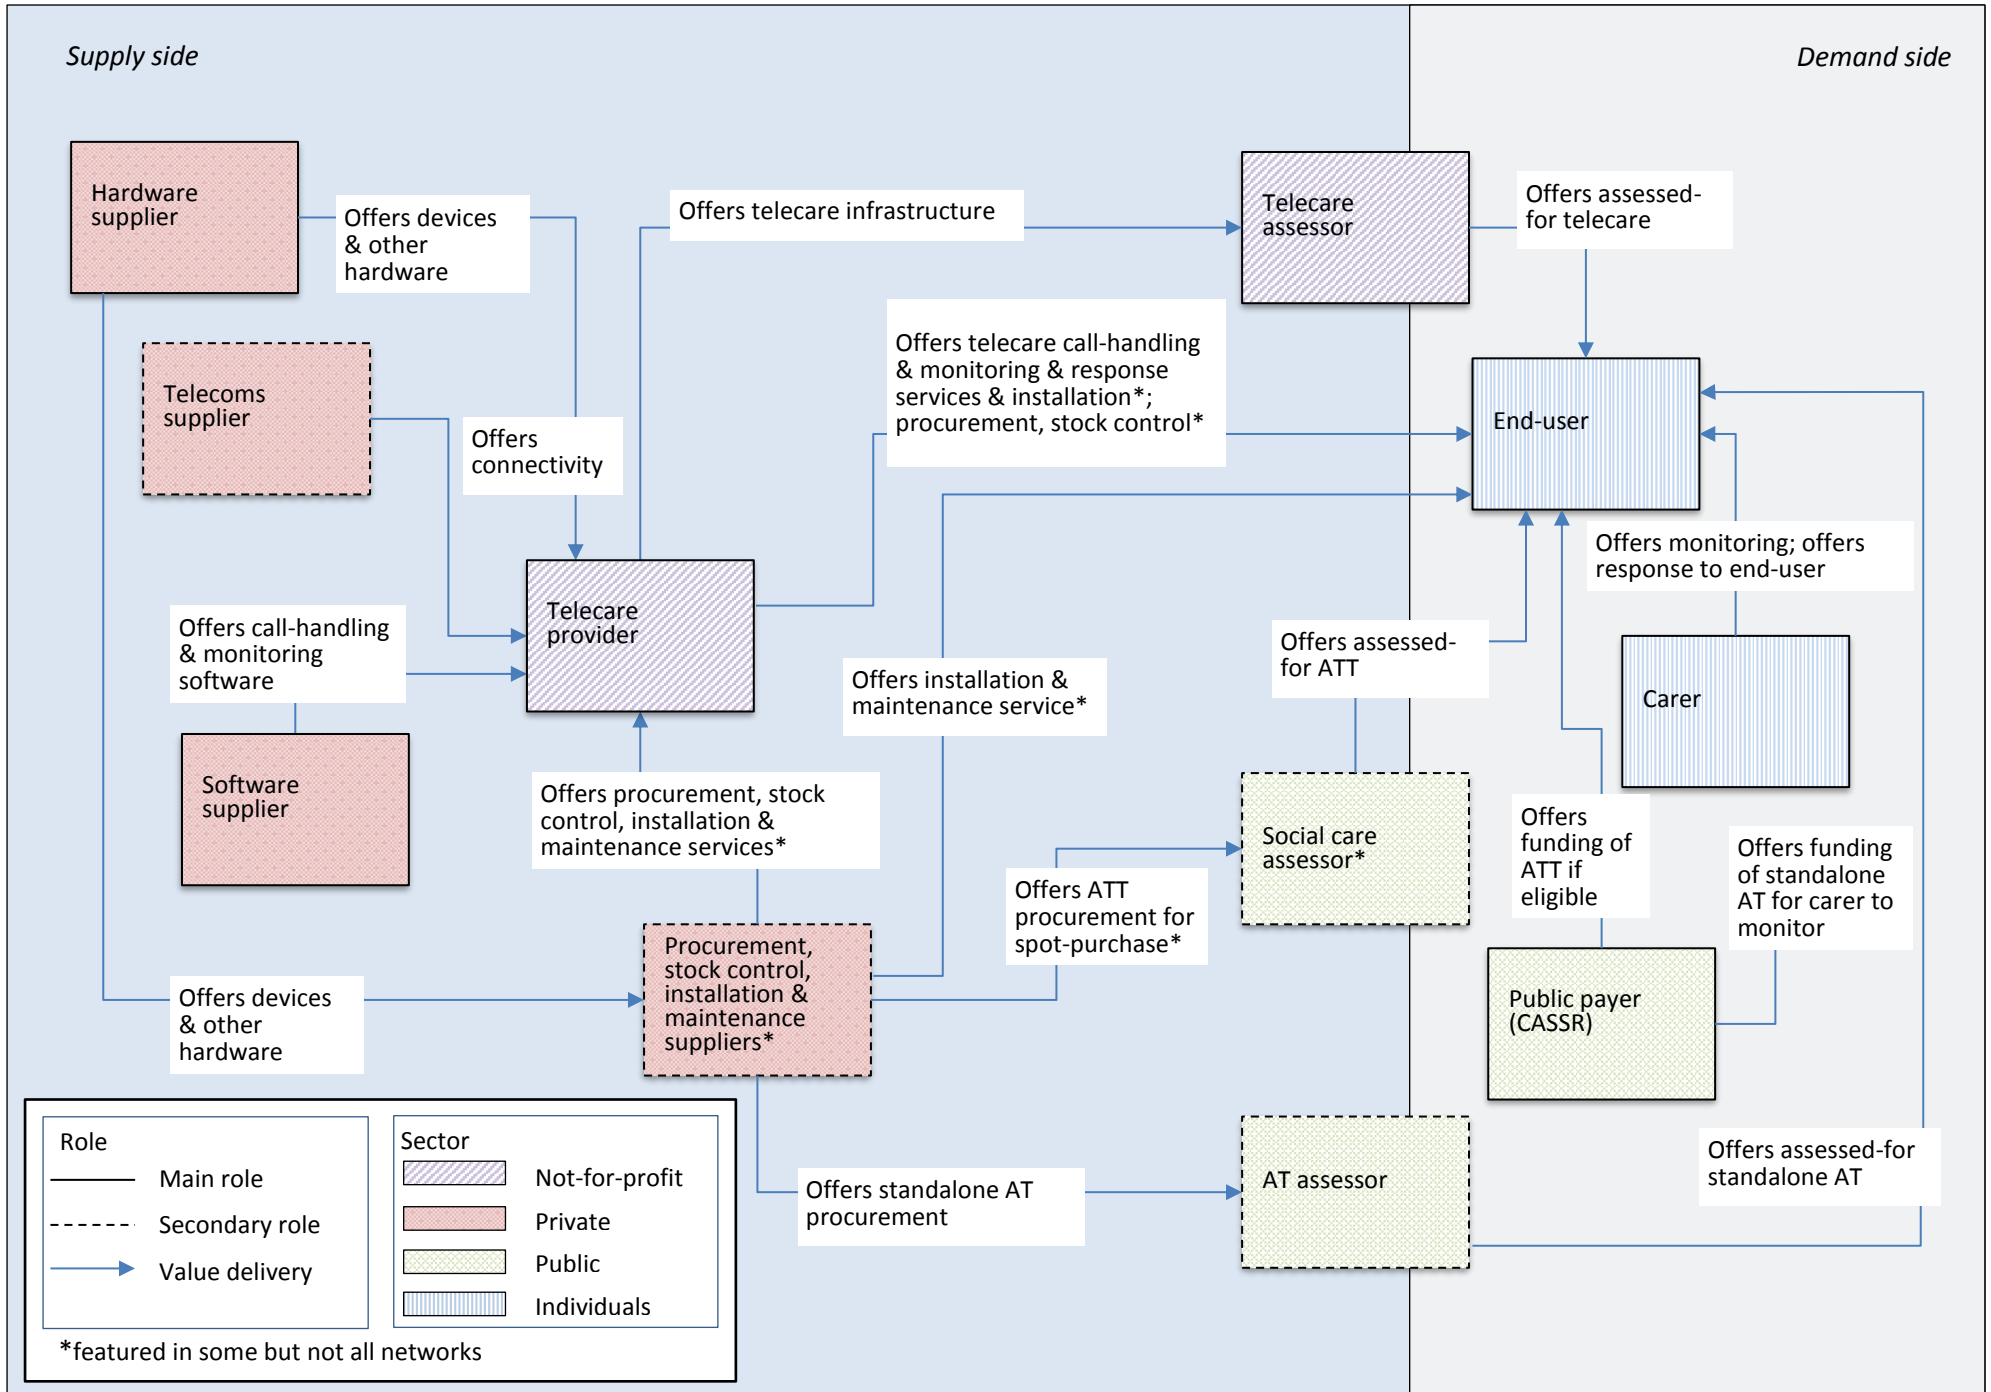 Supply side
Demand side
Hardware
supplier
Offers devices
& other
hardware
Offers telecare infrastructure
Telecare
assessor
Offers assessed-
for telecare
Telecoms
supplier
Offers
connectivity
Offers telecare call-handling
& monitoring & response
services & installation*;
procurement, stock control*
End-user
Offers monitoring; offers
response to end-user
Offers call-handling
& monitoring
software
Telecare
provider
Offers installation &
maintenance service*
Offers assessed-
for ATT
Carer
Software
supplier
Offers procurement, stock
control, installation &
maintenance services*
Social care
assessor*
Offers
funding of
ATT if
eligible
Offers funding
of standalone
AT for carer to
monitor
Offers ATT
procurement for
spot-purchase*
Procurement,
stock control,
installation &
maintenance
suppliers*
Offers devices
& other
hardware
Public payer
(CASSR)
Offers standalone AT
procurement
AT assessor
Offers assessed-for
standalone AT
Role
Main role
Secondary role
Value delivery
Sector
Not-for-profit
Private
Public
Individuals
*featured in some but not all networks